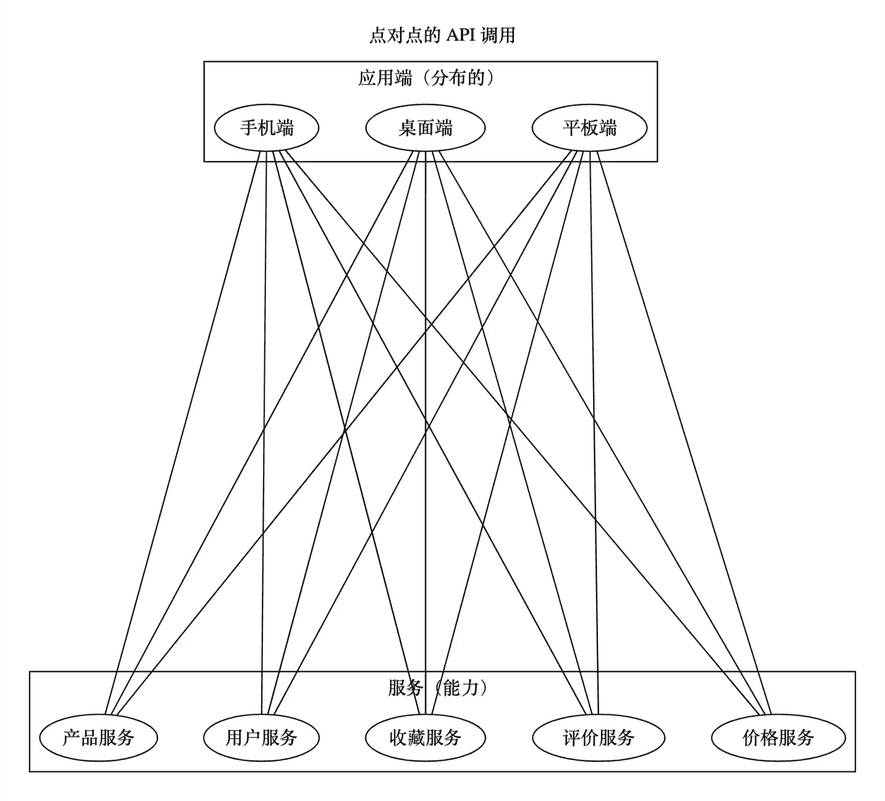 点对点的 API 调用
应用端（分布的）
手机端 桌面端 平板端
服务（能力）
产品服务 用户服务 收藏服务 评价服务 价格服务